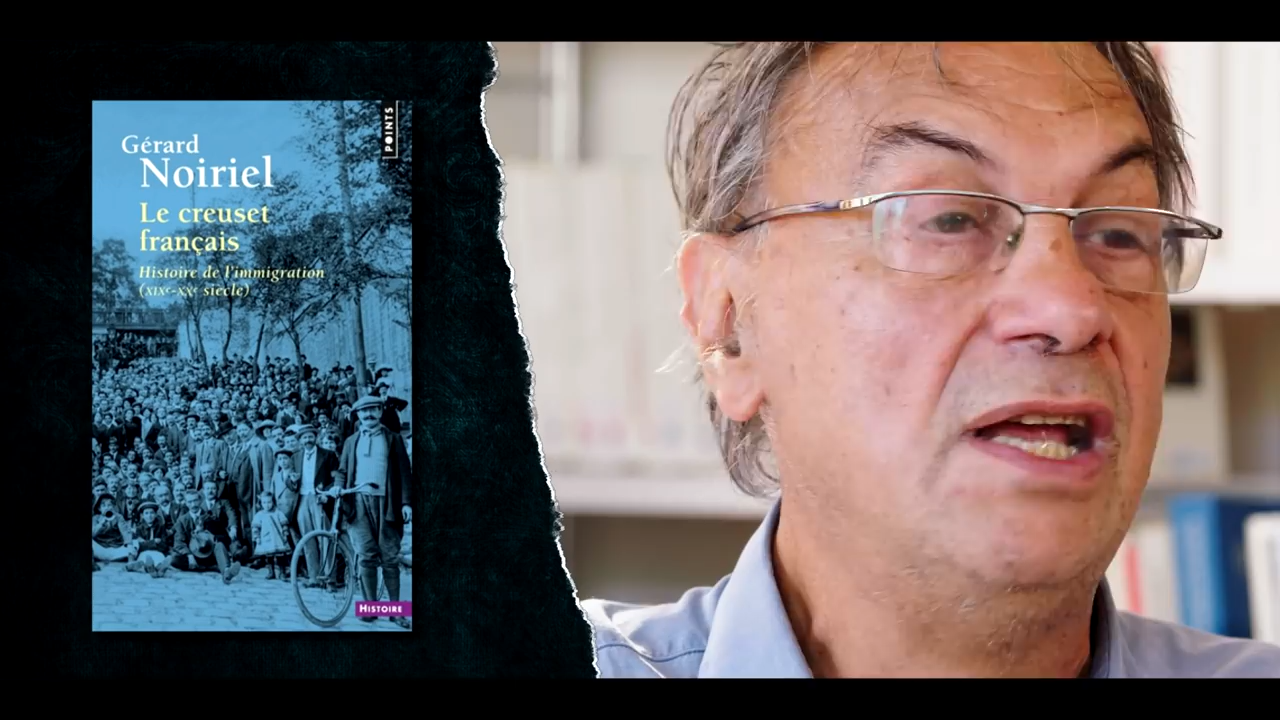 POINTS
Gérard
Noiriel
Le creuset
français
Histoire de l'immigration
(XIXe-XXe siècle)
HISTOIRE